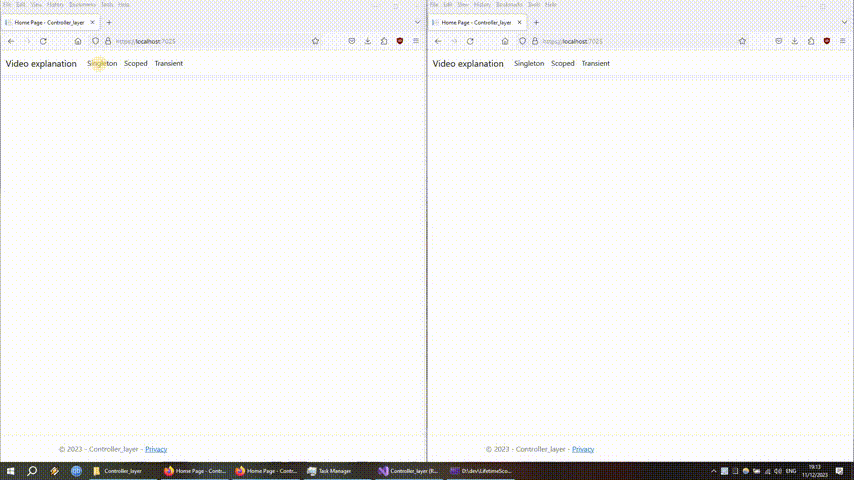 File Edit View History Bookmarks Tools Help
Home Page - Controller_layer
https://localhost:7025
Video explanation Singleton Scoped Transient
© 2023 - Controller_layer - Privacy
File Edit View History Bookmarks Tools Help
Home Page - Controller_layer
https://localhost:7025
Video explanation Singleton Scoped Transient
© 2023 - Controller_layer - Privacy
Controller_layer Home Page - Contr... Home Page - Contr... Task Manager Controller_layer (R... D:\dev\LifetimeSco... ENG 19:13
11/12/2023